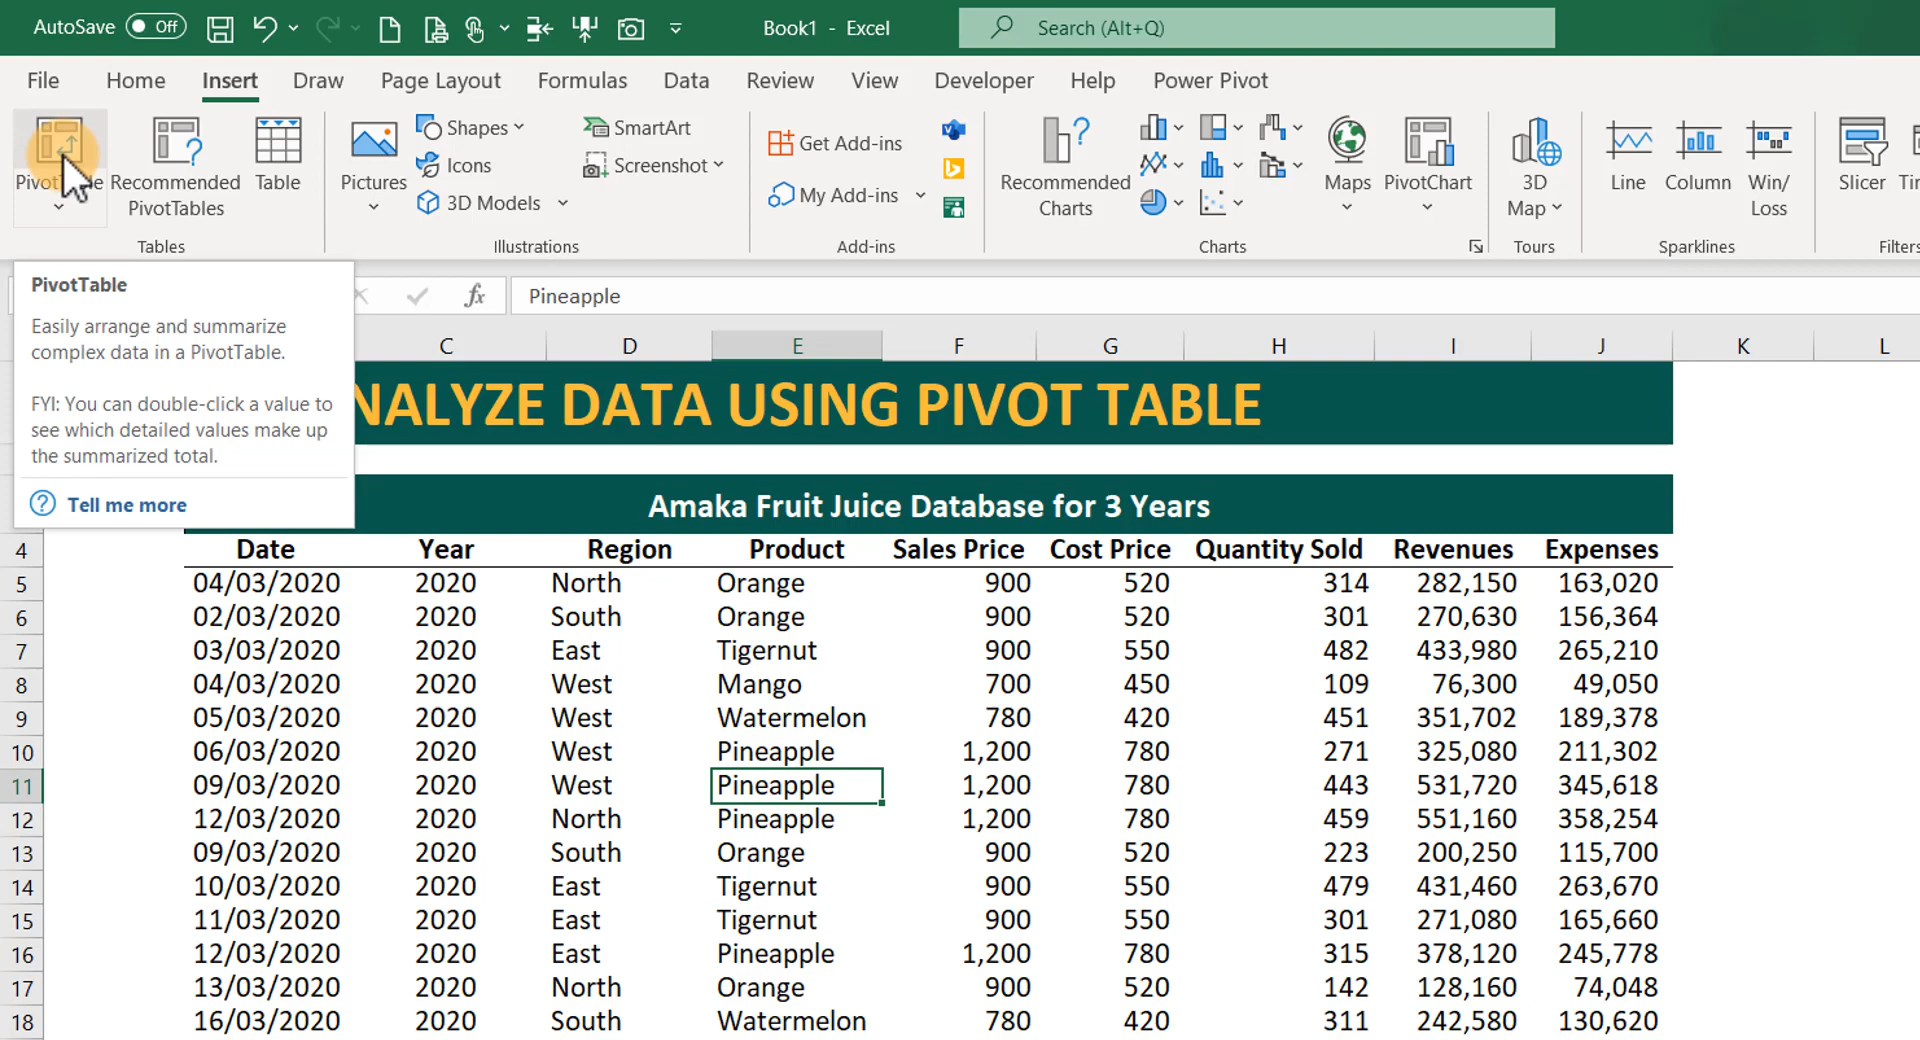 AutoSave Off Book1 - Excel Search (Alt+Q)
File Home Insert Draw Page Layout Formulas Data Review View Developer Help Power Pivot
Recommended PivotTables
Table
Pictures
Shapes
Icons
3D Models
SmartArt
Screenshot
Get Add-ins
My Add-ins
Recommended Charts
Maps
PivotChart
3D Map
Line
Column
Win/ Loss
Slicer
Tables Illustrations Add-ins Charts Tours Sparklines Filters
PivotTable
Easily arrange and summarize
complex data in a PivotTable.
FYI: You can double-click a value to
see which detailed values make up
the summarized total.
? Tell me more
fx Pineapple
C D E F G H I J K L
NALYZE DATA USING PIVOT TABLE
Amaka Fruit Juice Database for 3 Years
4 Date Year Region Product Sales Price Cost Price Quantity Sold Revenues Expenses
5 04/03/2020 2020 North Orange 900 520 314 282,150 163,020
6 02/03/2020 2020 South Orange 900 520 301 270,630 156,364
7 03/03/2020 2020 East Tigernut 900 550 482 433,980 265,210
8 04/03/2020 2020 West Mango 700 450 109 76,300 49,050
9 05/03/2020 2020 West Watermelon 780 420 451 351,702 189,378
10 06/03/2020 2020 West Pineapple 1,200 780 271 325,080 211,302
11 09/03/2020 2020 West Pineapple 1,200 780 443 531,720 345,618
12 12/03/2020 2020 North Pineapple 1,200 780 459 551,160 358,254
13 09/03/2020 2020 South Orange 900 520 223 200,250 115,700
14 10/03/2020 2020 East Tigernut 900 550 479 431,460 263,670
15 11/03/2020 2020 East Tigernut 900 550 301 271,080 165,660
16 12/03/2020 2020 East Pineapple 1,200 780 315 378,120 245,778
17 13/03/2020 2020 North Orange 900 520 142 128,160 74,048
18 16/03/2020 2020 South Watermelon 780 420 311 242,580 130,620